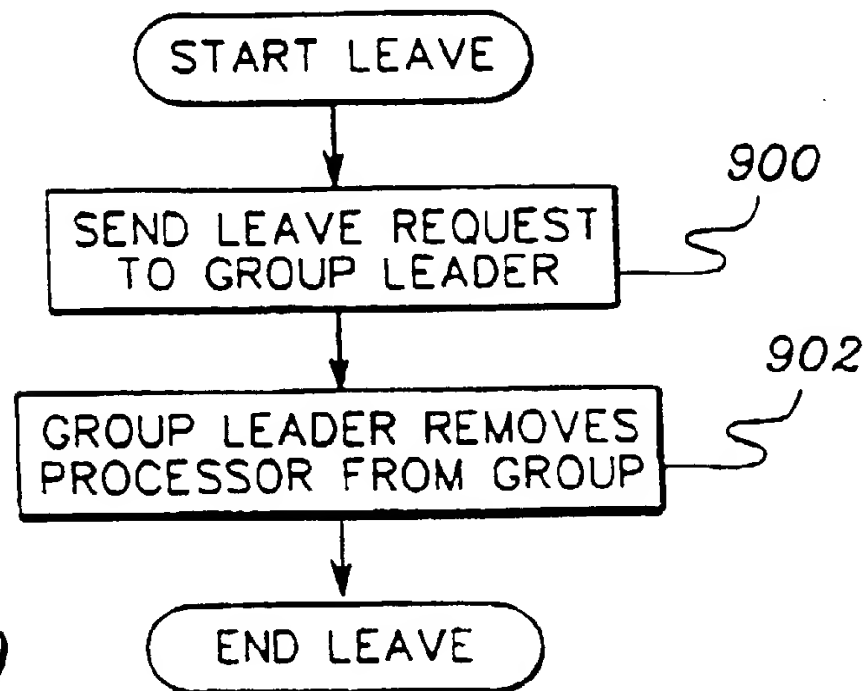 START LEAVE
900
SEND LEAVE REQUEST
TO GROUP LEADER
902
GROUP LEADER REMOVES
PROCESSOR FROM GROUP
END LEAVE